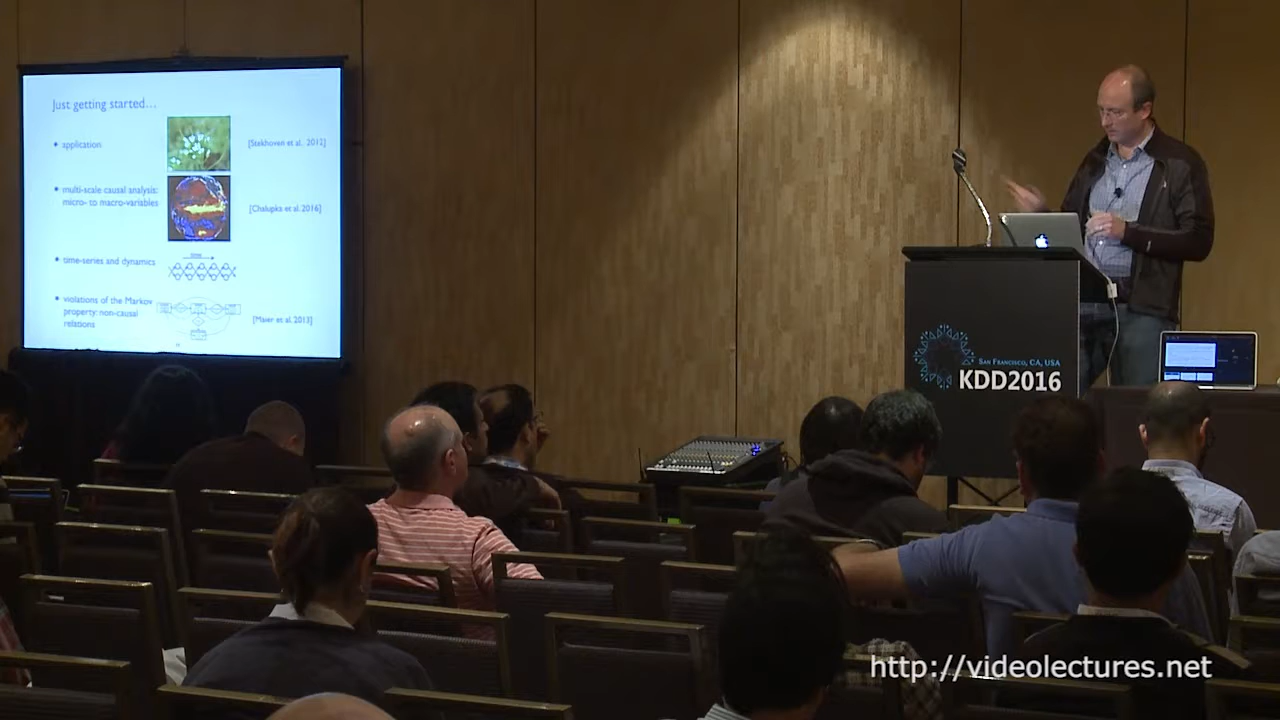 Just getting started...
• application
[Stekhoven et al., 2012]
• multi-scale causal analysis:
micro- to macro-variables
[Chalupka et al. 2016]
• time-series and dynamics
• violations of the Markov
property: non-causal
relations
[Maier et al. 2013]
SAN FRANCISCO, CA, USA
KDD2016
http://videolectures.net